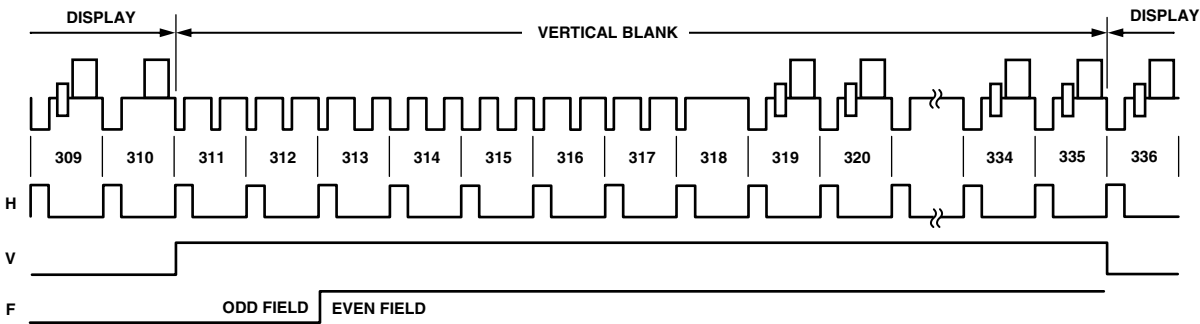 DISPLAY VERTICAL BLANK DISPLAY
309 310 311 312 313 314 315 316 317 318 319 320 334 335 336
H
V
F ODD FIELD EVEN FIELD